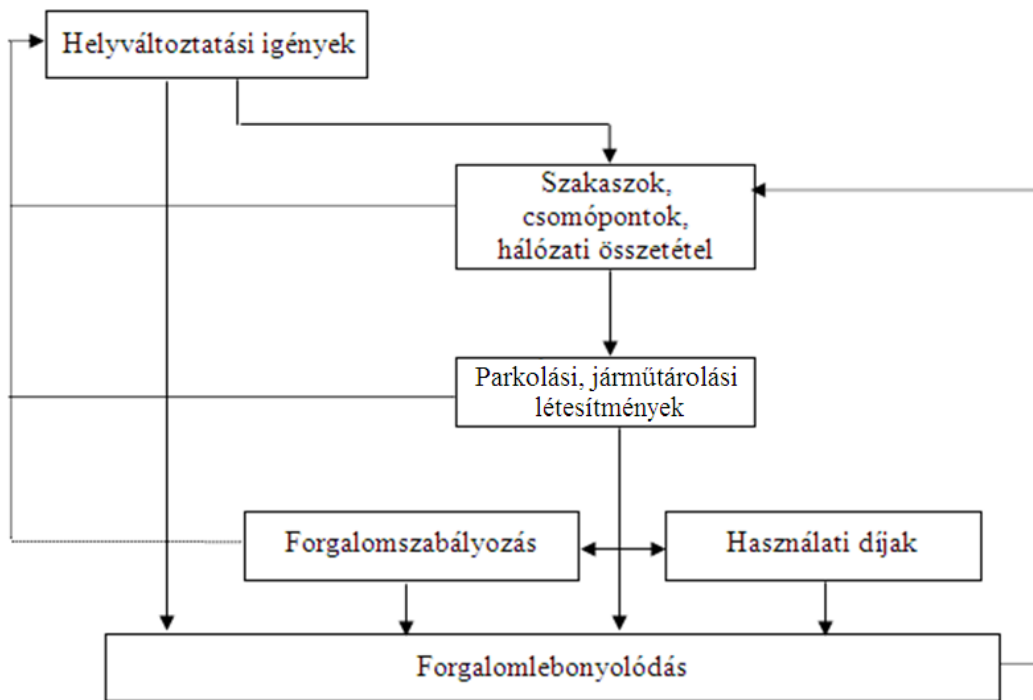 Helyváltoztatási igények
Szakaszok,
csomópontok,
hálózati összetétel
Parkolási, járműtárolási
létesítmények
Forgalomszabályozás
Használati díjak
Forgalomlebonyolódás